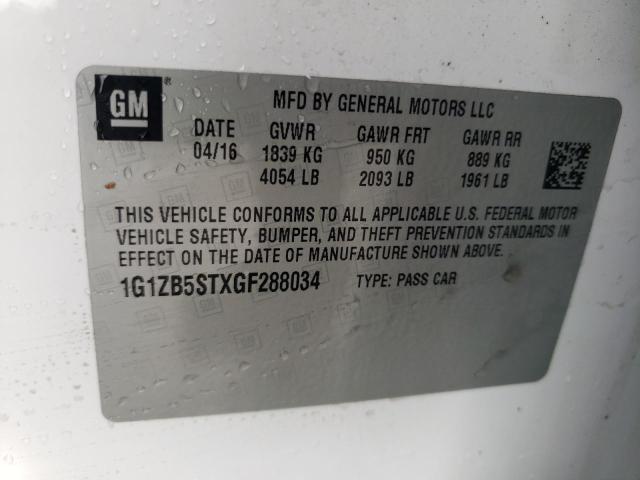 GM ®
MFD BY GENERAL MOTORS LLC
DATE GVWR GAWR FRT GAWR RR
04/16 1839 KG 950 KG 889 KG
4054 LB 2093 LB 1961 LB
THIS VEHICLE CONFORMS TO ALL APPLICABLE U.S. FEDERAL MOTOR
VEHICLE SAFETY, BUMPER, AND THEFT PREVENTION STANDARDS IN
EFFECT ON THE DATE OF MANUFACTURE SHOWN ABOVE.
1G1ZB5STXGF288034 TYPE: PASS CAR